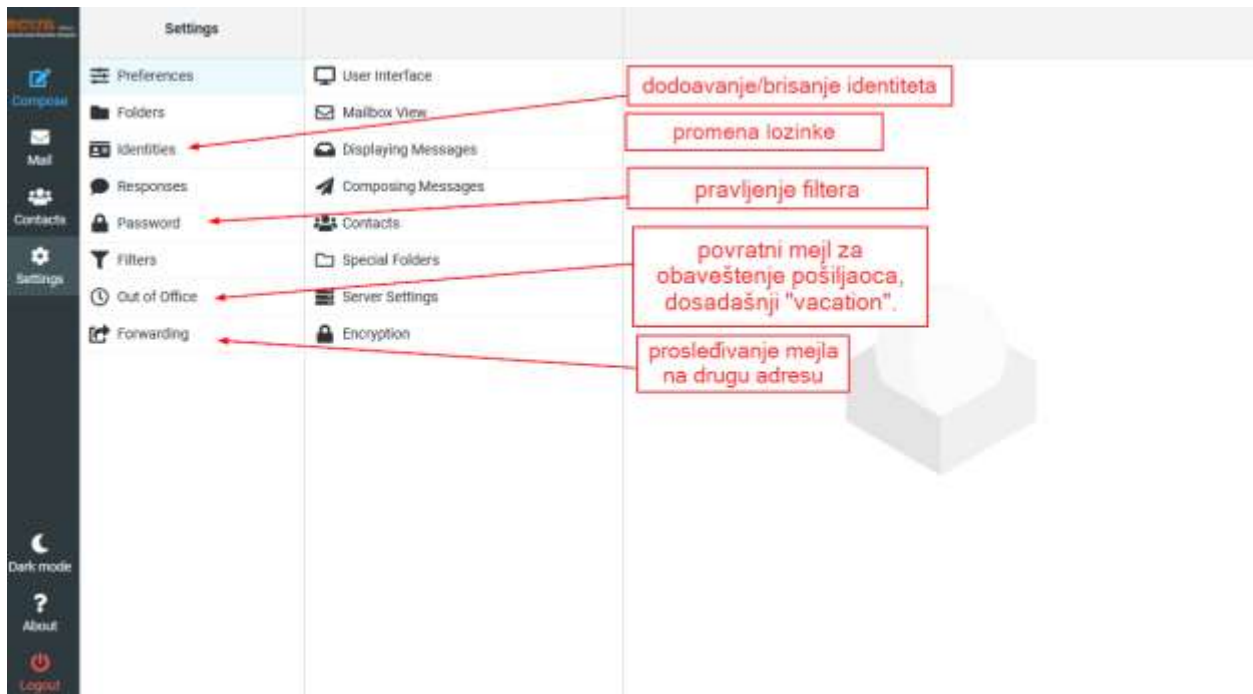 Settings
Compose
Mail
Contacts
Settings
Dark mode
About
Logout
Preferences
Folders
Identities
Responses
Password
Filters
Out of Office
Forwarding
User Interface
Mailbox View
Displaying Messages
Composing Messages
Contacts
Special Folders
Server Settings
Encryption
dodoavanje/brisanje identiteta
promena lozinke
pravljenje filtera
povratni mejl za
obaveštenje pošiljaoca,
dosadašnji "vacation".
prosleđivanje mejla
na drugu adresu